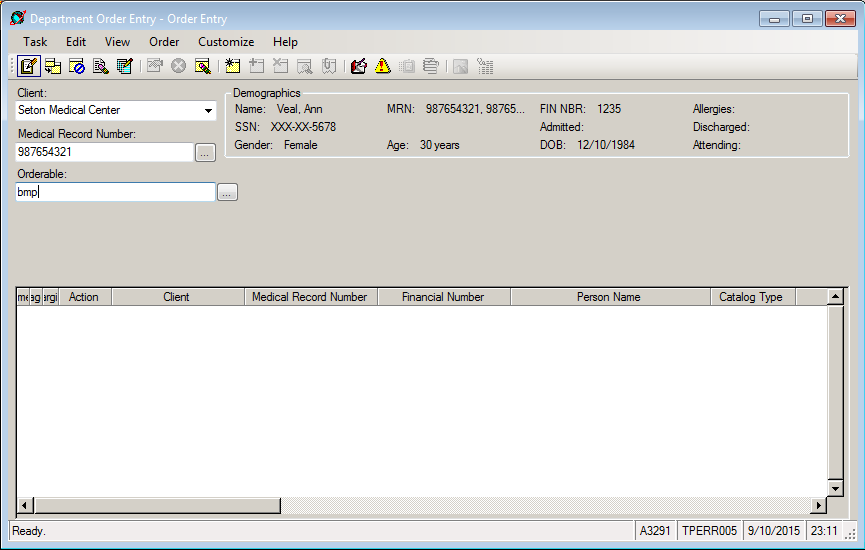 Department Order Entry - Order Entry
Task Edit View Order Customize Help
Client:
Seton Medical Center
Medical Record Number:
987654321
...
Orderable:
bmp
...
Demographics
Name: Veal, Ann MRN: 987654321, 98765... FIN NBR: 1235 Allergies:
SSN: XXX-XX-5678 Admitted: Discharged:
Gender: Female Age: 30 years DOB: 12/10/1984 Attending:
me ag argi Action Client Medical Record Number Financial Number Person Name Catalog Type
Ready. A3291 TPERR005 9/10/2015 23:11